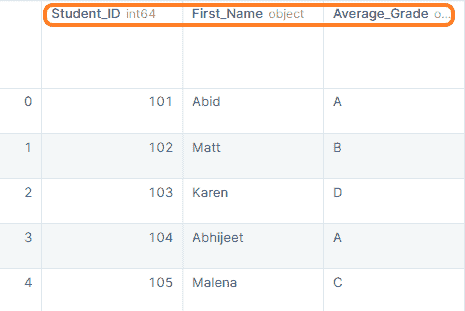 Student_ID int64 First_Name object Average_Grade o...
0 101 Abid A
1 102 Matt B
2 103 Karen D
3 104 Abhijeet A
4 105 Malena C